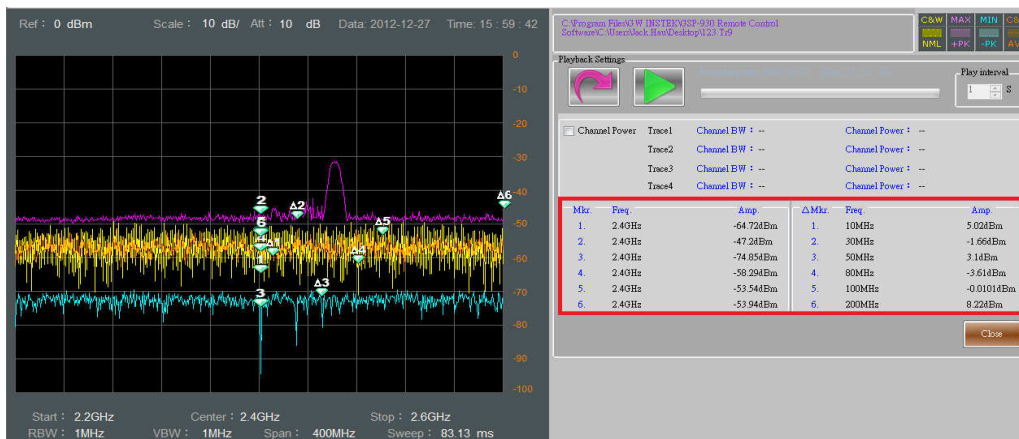 Ref : 0 dBm Scale : 10 dB/ Att : 10 dB Data: 2012-12-27 Time: 15 : 59 : 42
0
-10
-20
-30
-40
-50
-60
-70
-80
-90
-100
2
6
4
1
3
Δ1
Δ2
Δ3
Δ4
Δ5
Δ6
Start : 2.2GHz Center : 2.4GHz Stop : 2.6GHz
RBW : 1MHz VBW : 1MHz Span : 400MHz Sweep : 83.13 ms
C:\Program Files\GW INSTEK\GSP-930 Remote Control
Software\C:\Users\Jack.Hau\Desktop\123 Tr9
C&W MAX MIN
NML +PK -PK AV
Playback Settings
Play interval
1 S
Channel Power Trace1 Channel BW : -- Channel Power : --
Trace2 Channel BW : -- Channel Power : --
Trace3 Channel BW : -- Channel Power : --
Trace4 Channel BW : -- Channel Power : --
Mkr. Freq. Amp. △Mkr. Freq. Amp.
1. 2.4GHz -64.72dBm 1. 10MHz 5.02dBm
2. 2.4GHz -47.2dBm 2. 30MHz -1.66dBm
3. 2.4GHz -74.85dBm 3. 50MHz 3.1dBm
4. 2.4GHz -58.29dBm 4. 80MHz -3.61dBm
5. 2.4GHz -53.54dBm 5. 100MHz -0.0101dBm
6. 2.4GHz -53.94dBm 6. 200MHz 8.22dBm
Close